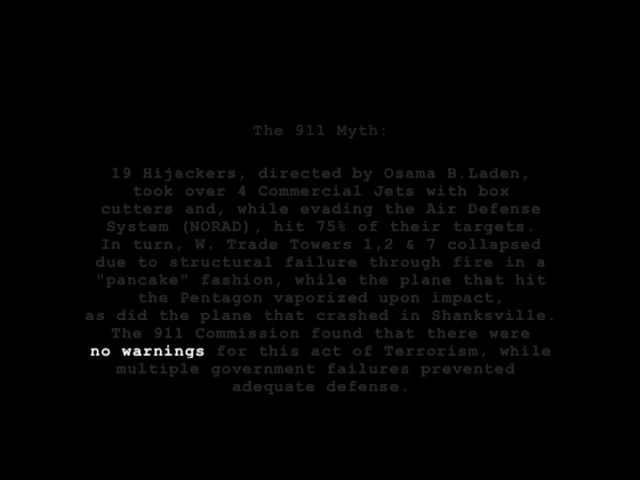 The 911 Myth:
19 Hijackers, directed by Osama B.Laden,
took over 4 Commercial Jets with box
cutters and, while evading the Air Defense
System (NORAD), hit 75% of their targets.
In turn, W. Trade Towers 1,2 & 7 collapsed
due to structural failure through fire in a
"pancake" fashion, while the plane that hit
the Pentagon vaporized upon impact,
as did the plane that crashed in Shanksville.
The 911 Commission found that there were
no warnings for this act of Terrorism, while
multiple government failures prevented
adequate defense.